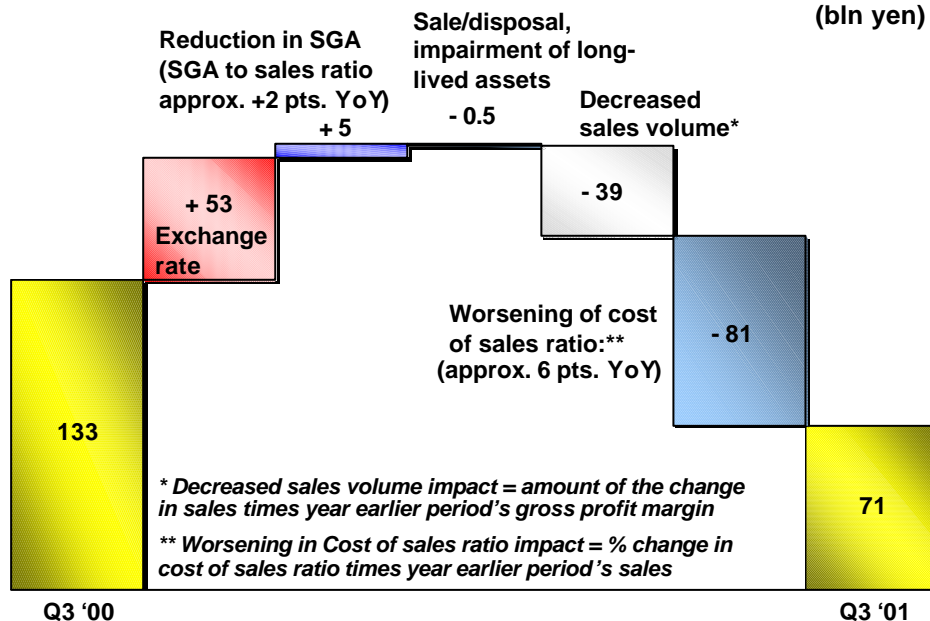 (bln yen)
Reduction in SGA
(SGA to sales ratio
approx. +2 pts. YoY)
+ 5
Sale/disposal,
impairment of long-
lived assets
- 0.5
Decreased
sales volume*
+ 53
Exchange
rate
- 39
Worsening of cost
of sales ratio:**
(approx. 6 pts. YoY)
- 81
133
71
* Decreased sales volume impact = amount of the change
in sales times year earlier period's gross profit margin
** Worsening in Cost of sales ratio impact = % change in
cost of sales ratio times year earlier period's sales
Q3 ‘00
Q3 ‘01